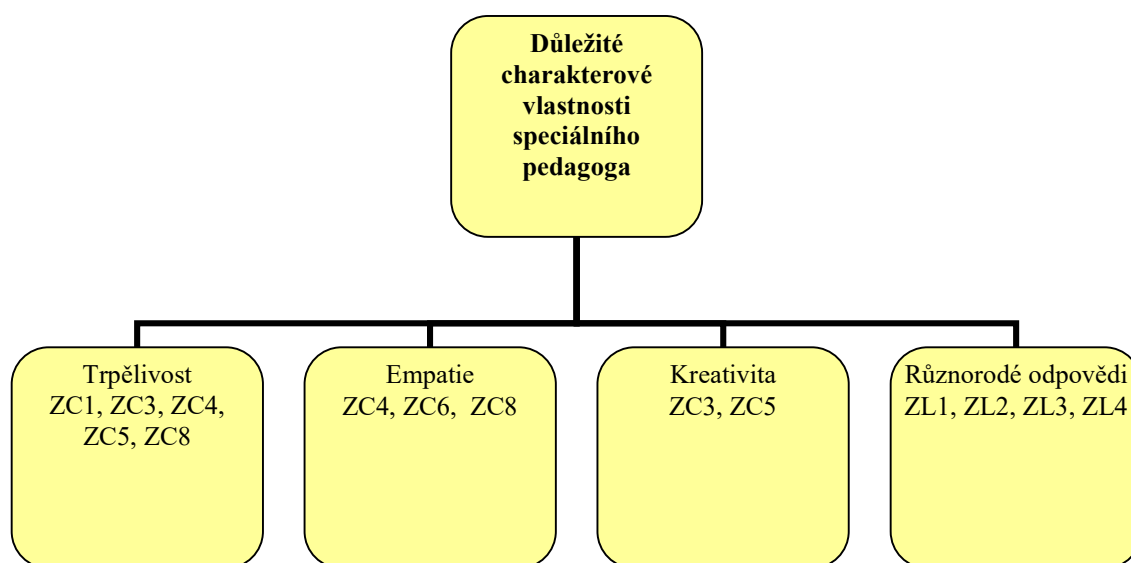 Důležité
charakterové
vlastnosti
speciálního
pedagoga
Trpělivost
ZC1, ZC3, ZC4,
ZC5, ZC8
Empatie
ZC4, ZC6,  ZC8
Kreativita
ZC3, ZC5
Různorodé odpovědi
ZL1, ZL2, ZL3, ZL4